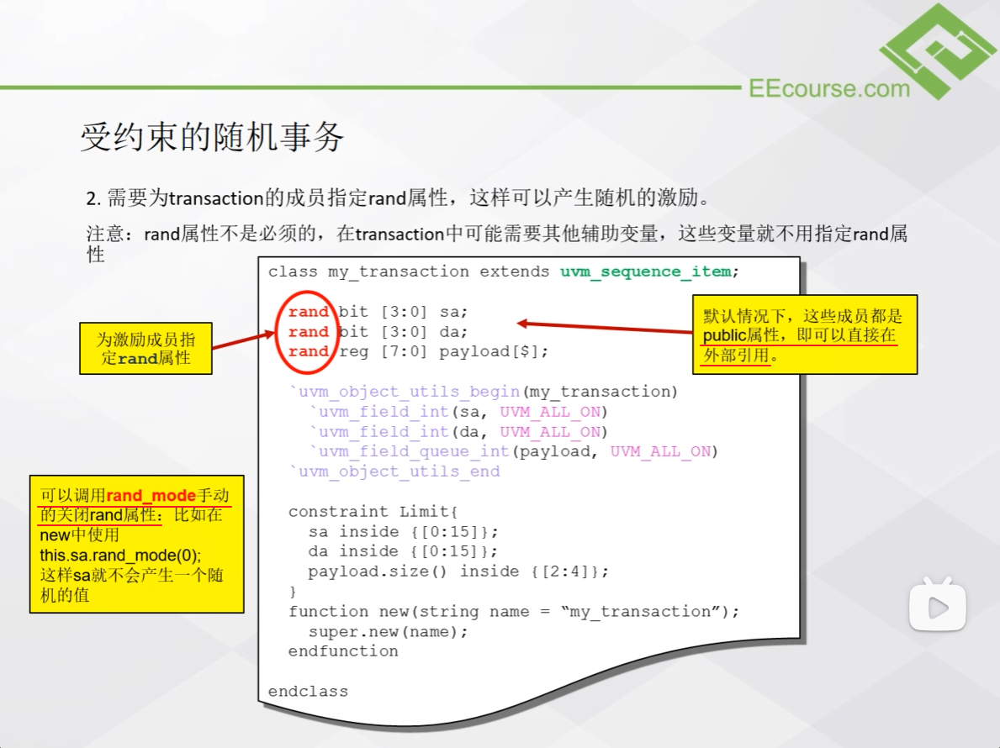 EEcourse.com
受约束的随机事务
2. 需要为transaction的成员指定rand属性，这样可以产生随机的激励。
注意：rand属性不是必须的，在transaction中可能需要其他辅助变量，这些变量就不用指定rand属
性
class my_transaction extends uvm_sequence_item;
rand bit [3:0] sa;
rand bit [3:0] da;
rand reg [7:0] payload[$];
为激励成员指
定rand属性
默认情况下，这些成员都是
public属性，即可以直接在
外部引用。
`uvm_object_utils_begin(my_transaction)
`uvm_field_int(sa, UVM_ALL_ON)
`uvm_field_int(da, UVM_ALL_ON)
`uvm_field_queue_int(payload, UVM_ALL_ON)
`uvm_object_utils_end
可以调用rand_mode手动
的关闭rand属性：比如在
new中使用
this.sa.rand_mode(0);
这样sa就不会产生一个随
机的值
constraint Limit{
sa inside {[0:15]};
da inside {[0:15]};
payload.size() inside {[2:4]};
}
function new(string name = “my_transaction”);
super.new(name);
endfunction
endclass